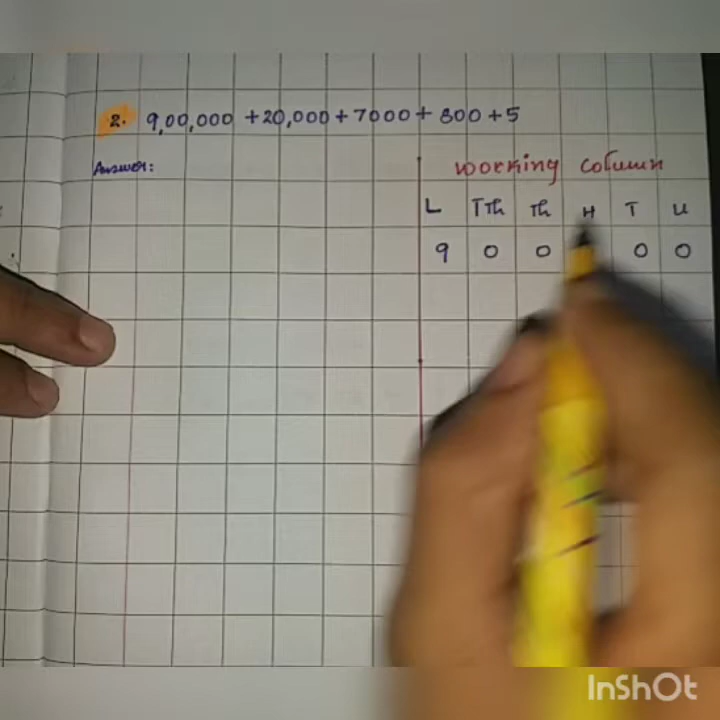 2. 9,00,000 +20,000+7000+ 800+5
Answer:
working column
L TTh Th H T U
9 0 0 0 0
InShOt